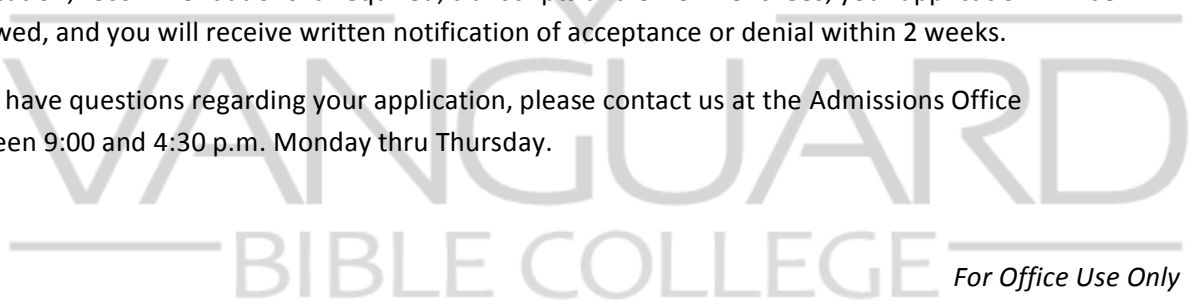 wed, and you will receive written notification of acceptance or denial within 2 weeks.
have questions regarding your application, please contact us at the Admissions Office
een 9:00 and 4:30 p.m. Monday thru Thursday.
VANGUARD
BIBLE COLLEGE
For Office Use Only